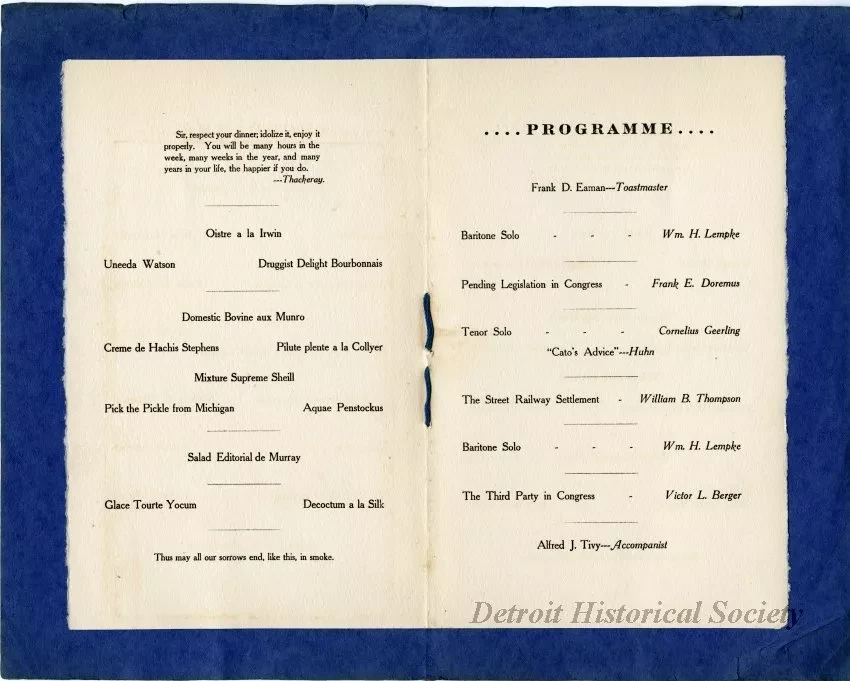 Sir, respect your dinner; idolize it, enjoy it
properly. You will be many hours in the
week, many weeks in the year, and many
years in your life, the happier if you do.
---Thackeray.
Oistre a la Irwin
Uneeda Watson Druggist Delight Bourbonnais
Domestic Bovine aux Munro
Creme de Hachis Stephens Pilute plente a la Collyer
Mixture Supreme Sheill
Pick the Pickle from Michigan Aquae Penstockus
Salad Editorial de Murray
Glace Tourte Yocum Decoctum a la Silk
Thus may all our sorrows end, like this, in smoke.
....PROGRAMME....
Frank D. Eaman---Toastmaster
Baritone Solo - - - Wm. H. Lempke
Pending Legislation in Congress - Frank E. Doremus
Tenor Solo - - - Cornelius Geerling
"Cato's Advice"---Huhn
The Street Railway Settlement - William B. Thompson
Baritone Solo - - - Wm. H. Lempke
The Third Party in Congress - Victor L. Berger
Alfred J. Tivy---Accompanist
Detroit Historical Society